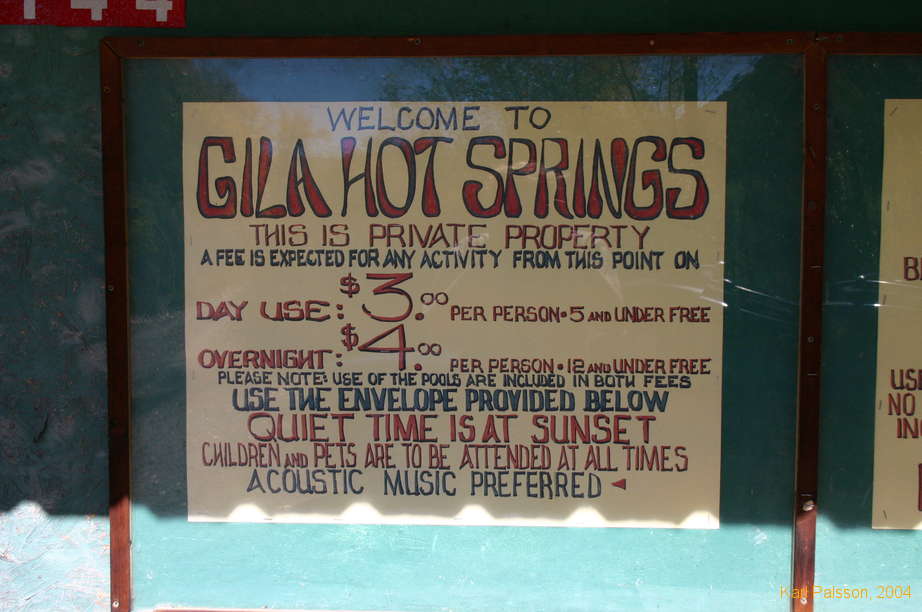 WELCOME TO
GILA HOT SPRINGS
THIS IS PRIVATE PROPERTY
A FEE IS EXPECTED FOR ANY ACTIVITY FROM THIS POINT ON
DAY USE: $3.00 PER PERSON • 5 AND UNDER FREE
OVERNIGHT: $4.00 PER PERSON • 12 AND UNDER FREE
PLEASE NOTE: USE OF THE POOLS ARE INCLUDED IN BOTH FEES
USE THE ENVELOPE PROVIDED BELOW
QUIET TIME IS AT SUNSET
CHILDREN AND PETS ARE TO BE ATTENDED AT ALL TIMES
ACOUSTIC MUSIC PREFERRED
NO
Palsson, 2004